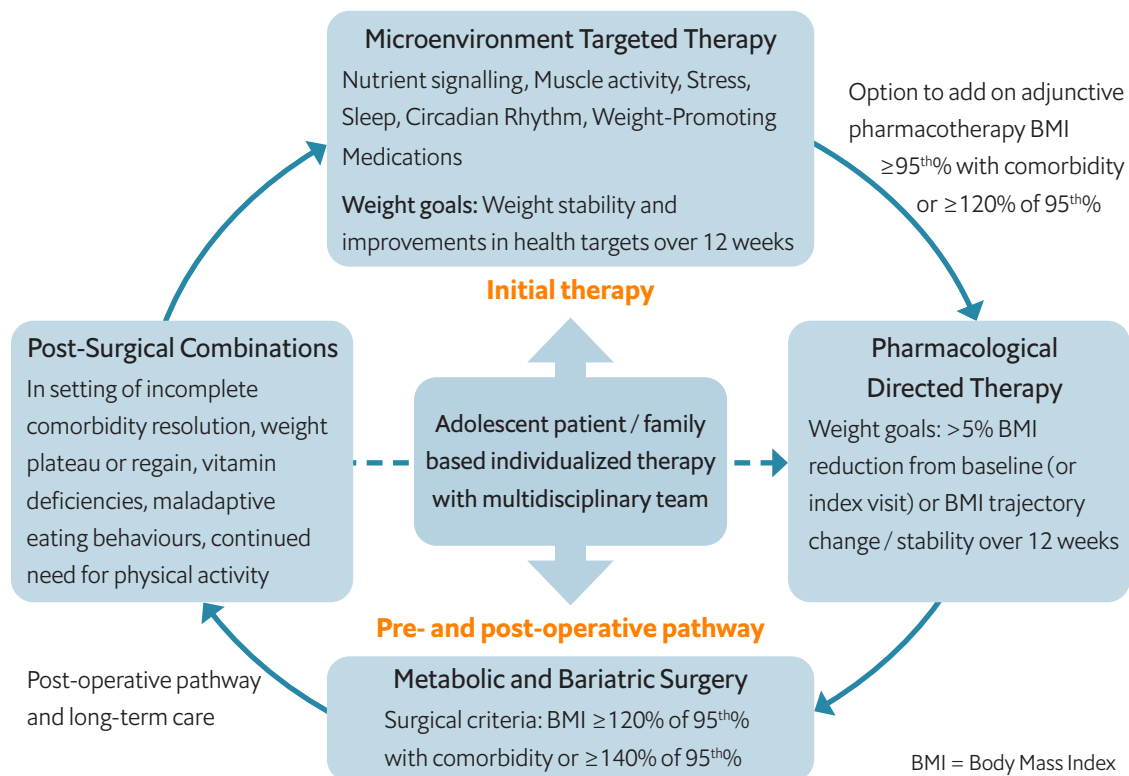 Microenvironment Targeted Therapy
Nutrient signalling, Muscle activity, Stress,
Sleep, Circadian Rhythm, Weight-Promoting
Medications
Weight goals: Weight stability and
improvements in health targets over 12 weeks
Option to add on adjunctive
pharmacotherapy BMI
≥95th% with comorbidity
or ≥120% of 95th%
Initial therapy
Post-Surgical Combinations
In setting of incomplete
comorbidity resolution, weight
plateau or regain, vitamin
deficiencies, maladaptive
eating behaviours, continued
need for physical activity
Adolescent patient / family
based individualized therapy
with multidisciplinary team
Pharmacological
Directed Therapy
Weight goals: >5% BMI
reduction from baseline (or
index visit) or BMI trajectory
change / stability over 12 weeks
Pre- and post-operative pathway
Post-operative pathway
and long-term care
Metabolic and Bariatric Surgery
Surgical criteria: BMI ≥120% of 95th%
with comorbidity or ≥140% of 95th%
BMI = Body Mass Index